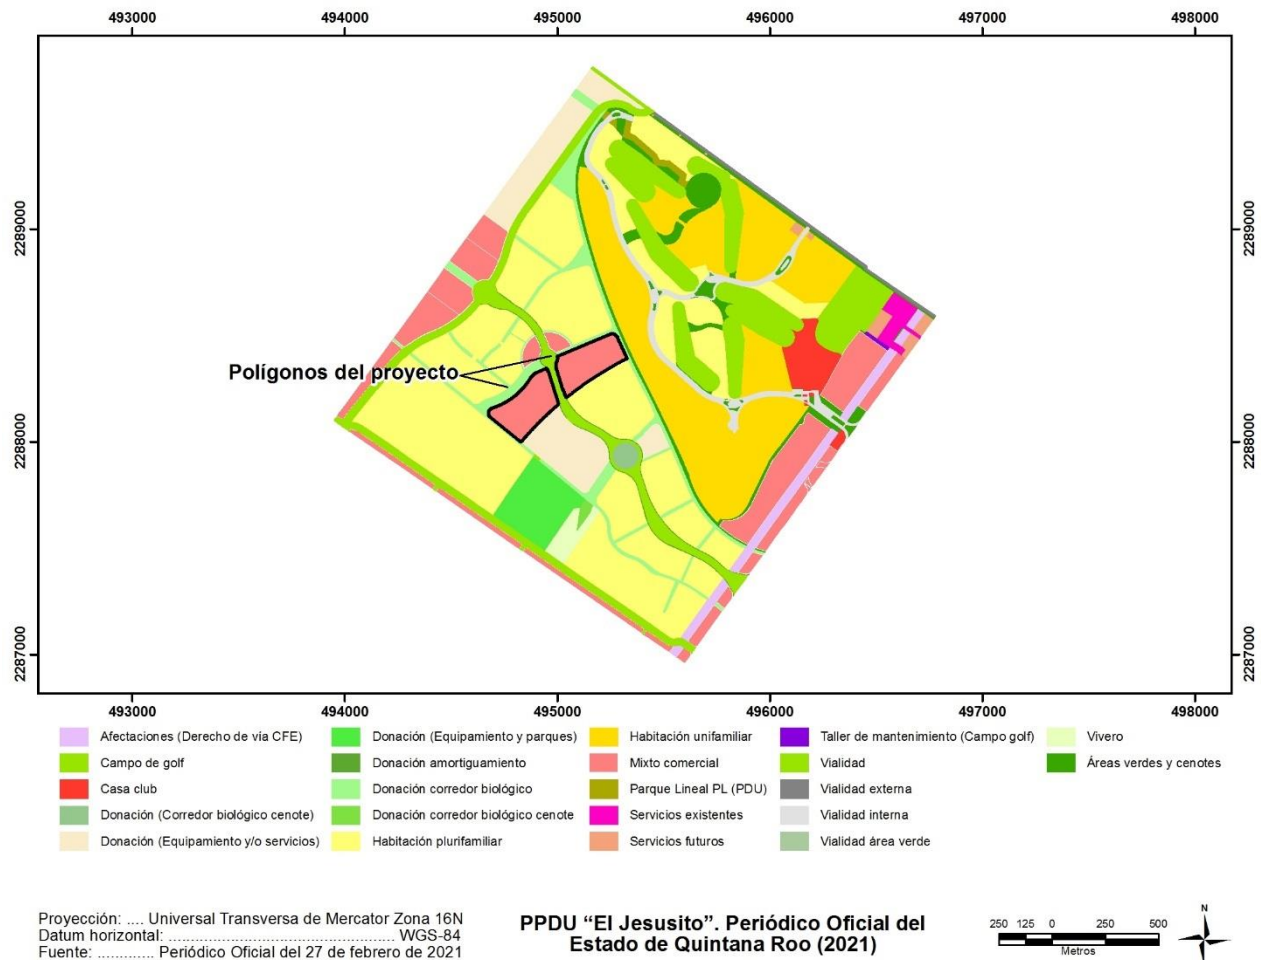 493000 494000 495000 496000 497000 498000
2289000 2289000
Polígonos del proyecto
2288000 2288000
2287000 2287000
493000 494000 495000 496000 497000 498000
Afectaciones (Derecho de vía CFE)
Campo de golf
Casa club
Donación (Corredor biológico cenote)
Donación (Equipamiento y/o servicios)
Donación (Equipamiento y parques)
Donación amortiguamiento
Donación corredor biológico
Donación corredor biológico cenote
Habitación plurifamiliar
Habitación unifamiliar
Mixto comercial
Parque Lineal PL (PDU)
Servicios existentes
Servicios futuros
Taller de mantenimiento (Campo golf)
Vialidad
Vialidad externa
Vialidad interna
Vialidad área verde
Vivero
Áreas verdes y cenotes
Proyección: .... Universal Transversa de Mercator Zona 16N
Datum horizontal: ................................................. WGS-84
Fuente: ............. Periódico Oficial del 27 de febrero de 2021
PPDU “El Jesusito”. Periódico Oficial del
Estado de Quintana Roo (2021)
250 125 0 250 500
Metros
N